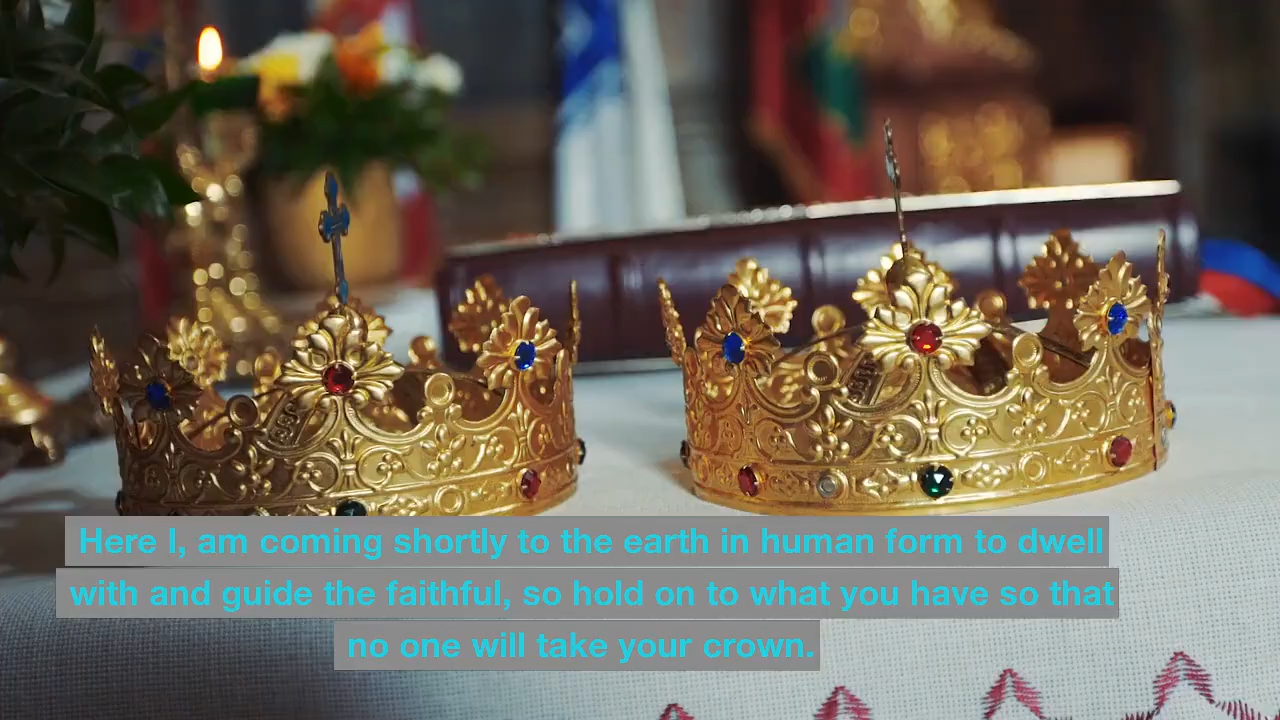 Here I, am coming shortly to the earth in human form to dwell
with and guide the faithful, so hold on to what you have so that
no one will take your crown.